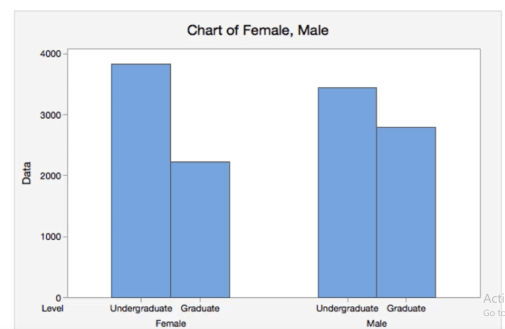 Chart of Female, Male
4000
3000
2000
1000
0
Data
Level
Undergraduate Graduate
Undergraduate Graduate
Female
Male
Acti
Go to